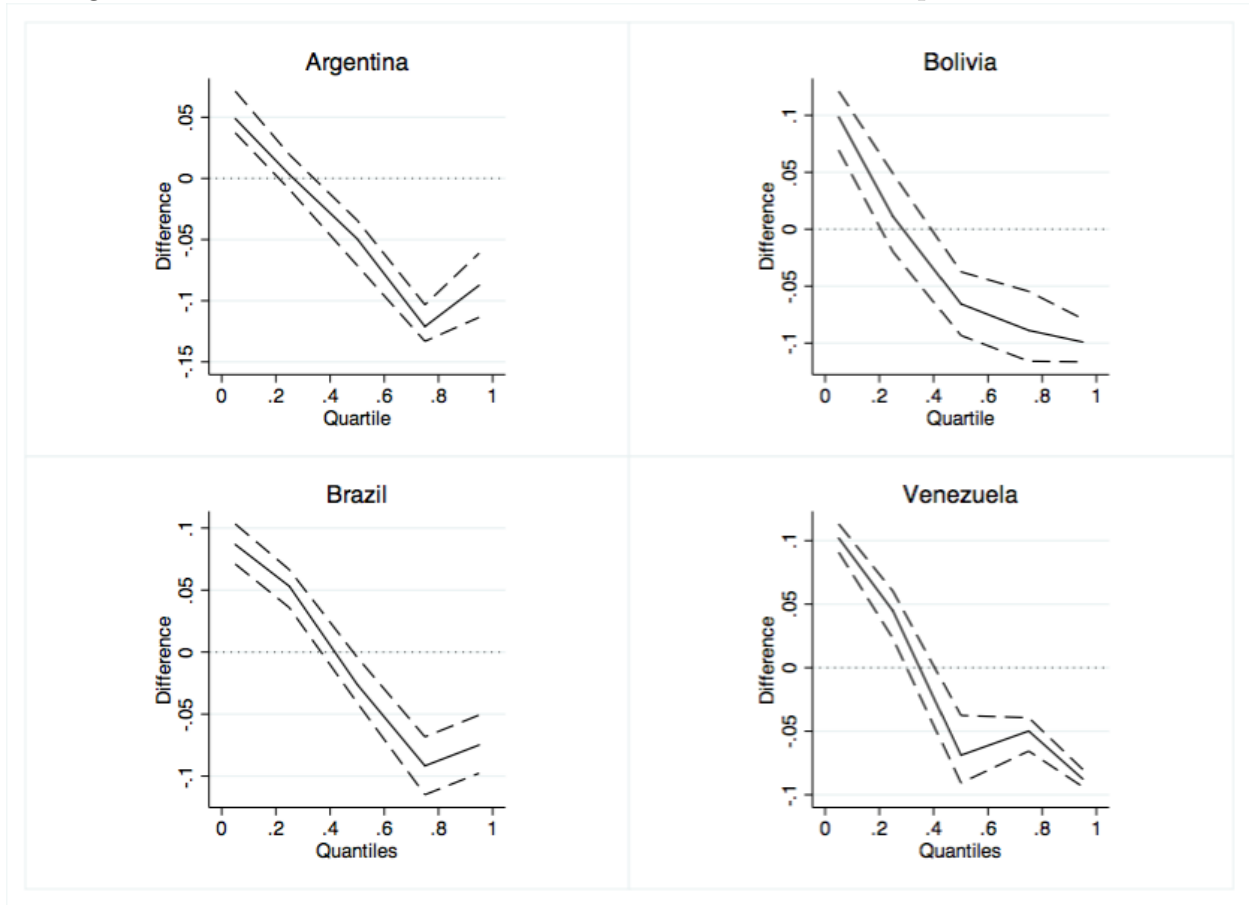 Argentina
Difference
.05
0
-.05
-.1
-.15
0 .2 .4 .6 .8 1
Quartile
Bolivia
Difference
.1
.05
0
-.05
-.1
0 .2 .4 .6 .8 1
Quartile
Brazil
Difference
.1
.05
0
-.05
-.1
0 .2 .4 .6 .8 1
Quantiles
Venezuela
Difference
.1
.05
0
-.05
-.1
0 .2 .4 .6 .8 1
Quantiles